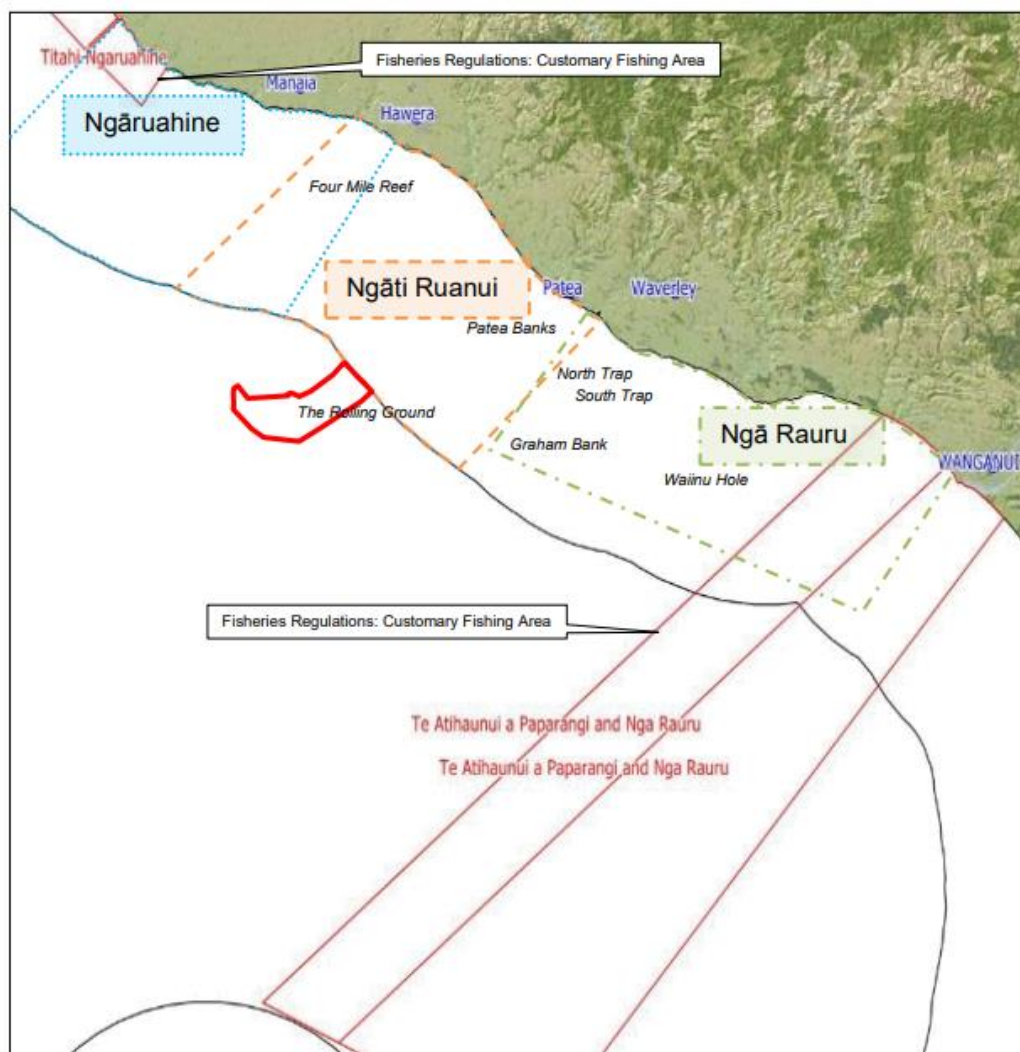 Titahi-Ngaruahine
Fisheries Regulations: Customary Fishing Area
Manaia
Hawera
Ngāruahine
Four Mile Reef
Ngāti Ruanui
Patea
Waverley
Patea Banks
North Trap
South Trap
The Rolling Ground
Graham Bank
Ngā Rauru
WANGANUI
Waiinu Hole
Fisheries Regulations: Customary Fishing Area
Te Atihaunui a Paparangi and Nga Rauru
Te Atihaunui a Paparangi and Nga Rauru